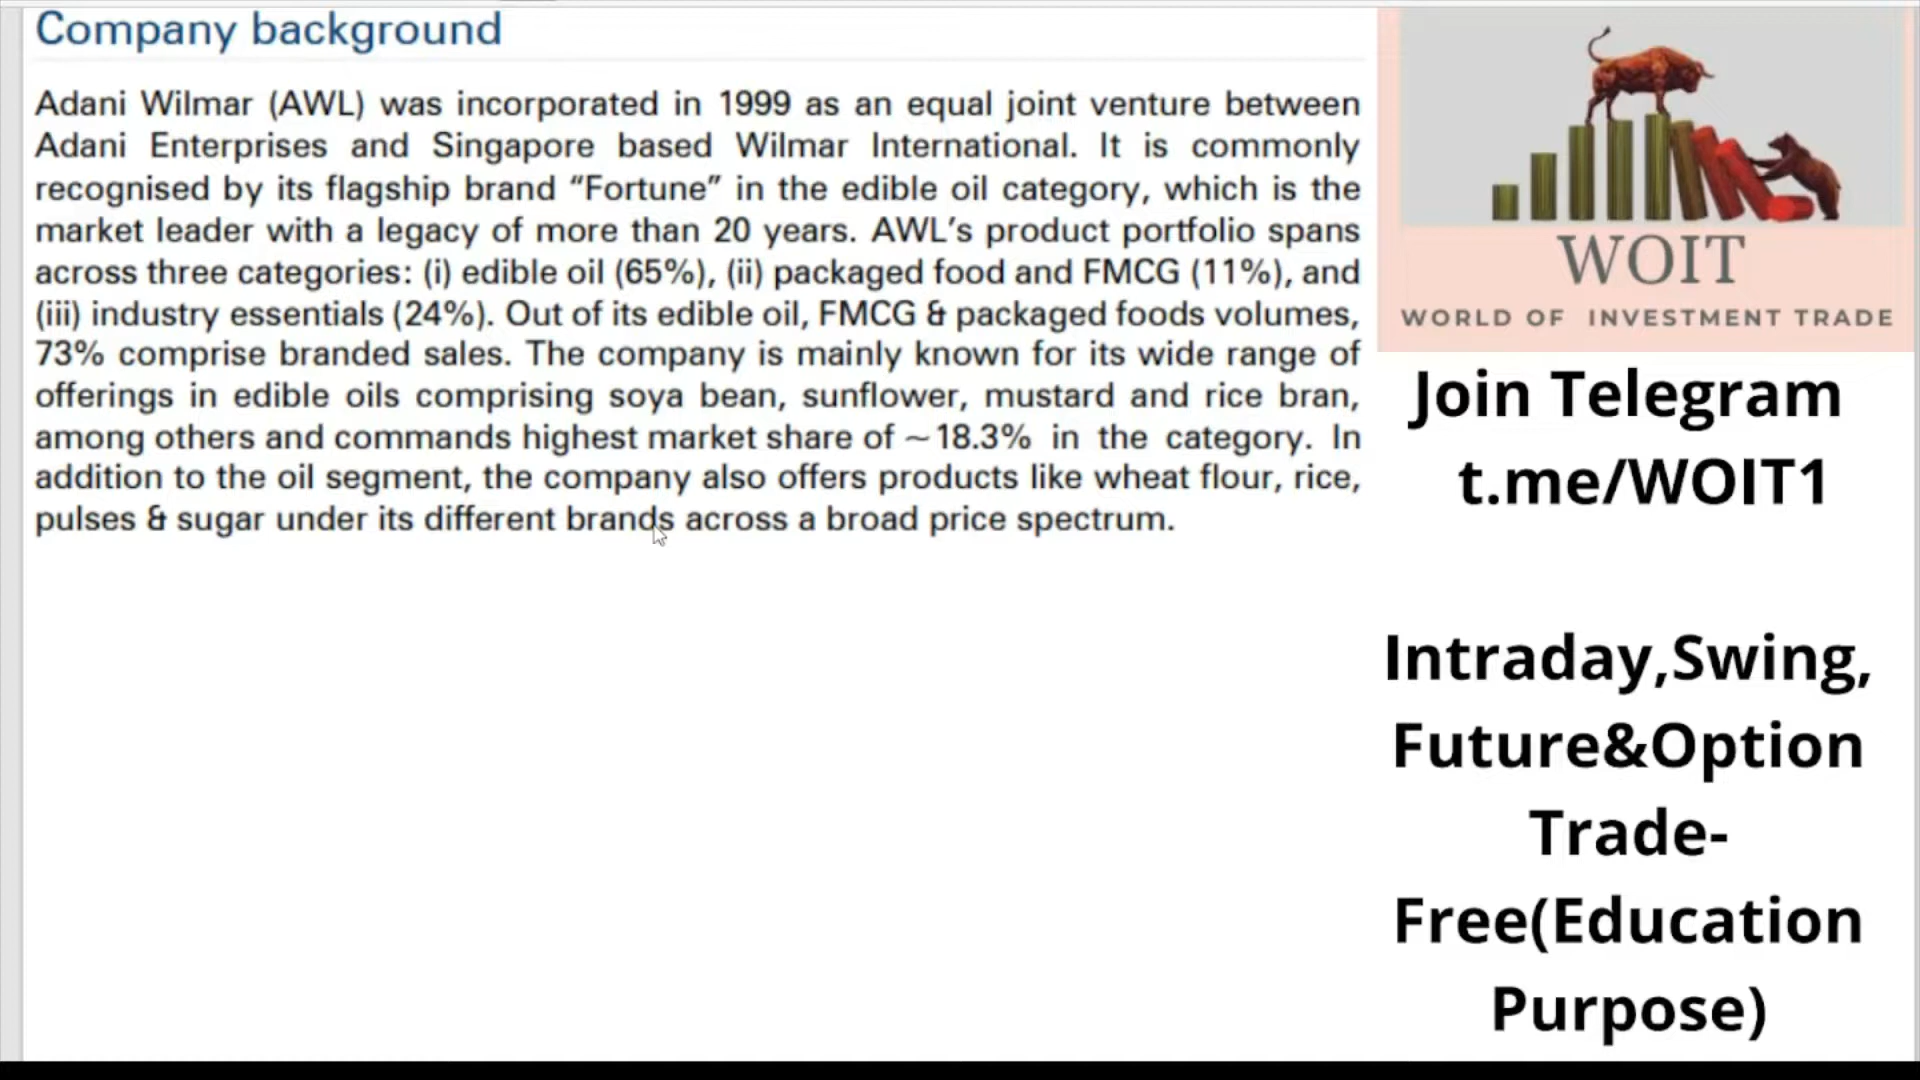 Company background
Adani Wilmar (AWL) was incorporated in 1999 as an equal joint venture between
Adani Enterprises and Singapore based Wilmar International. It is commonly
recognised by its flagship brand “Fortune” in the edible oil category, which is the
market leader with a legacy of more than 20 years. AWL’s product portfolio spans
across three categories: (i) edible oil (65%), (ii) packaged food and FMCG (11%), and
(iii) industry essentials (24%). Out of its edible oil, FMCG & packaged foods volumes,
73% comprise branded sales. The company is mainly known for its wide range of
offerings in edible oils comprising soya bean, sunflower, mustard and rice bran,
among others and commands highest market share of ~18.3% in the category. In
addition to the oil segment, the company also offers products like wheat flour, rice,
pulses & sugar under its different brands across a broad price spectrum.
WOIT
WORLD OF INVESTMENT TRADE
Join Telegram
t.me/WOIT1
Intraday,Swing,
Future&Option
Trade-
Free(Education
Purpose)